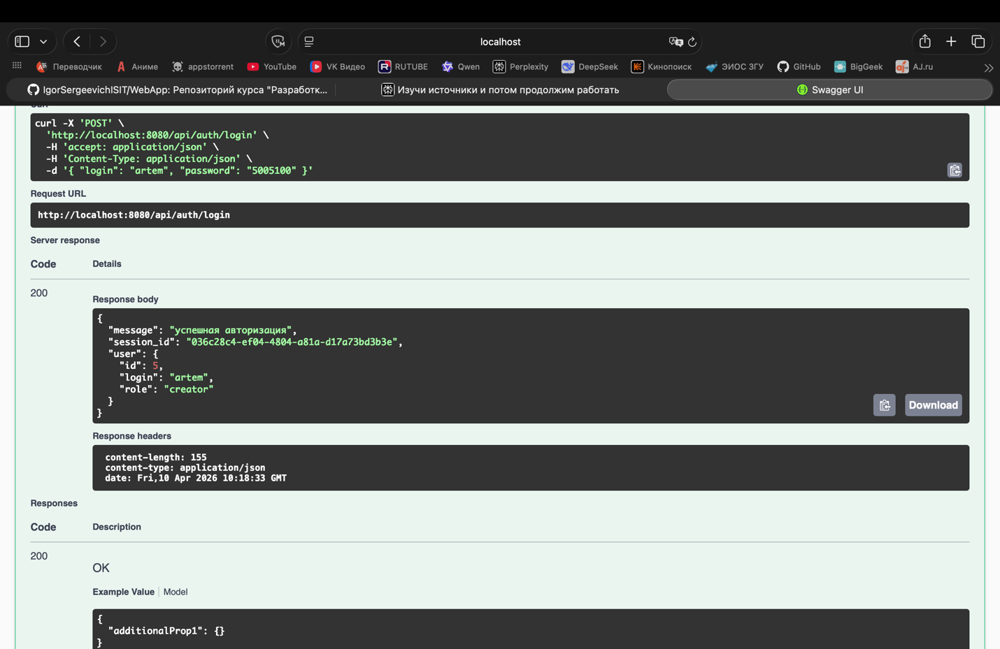 localhost
Переводчик
Аниме
appstorrent
YouTube
VK Видео
RUTUBE
Qwen
Perplexity
DeepSeek
Кинопоиск
ЭИОС ЗГУ
GitHub
BigGeek
AJ.ru
IgorSergeevichISIT/WebApp: Репозиторий курса "Разработк...
Изучи источники и потом продолжим работать
Swagger UI
Curl
curl -X 'POST' \
'http://localhost:8080/api/auth/login' \
-H 'accept: application/json' \
-H 'Content-Type: application/json' \
-d '{ "login": "artem", "password": "5005100" }'
Request URL
http://localhost:8080/api/auth/login
Server response
Code Details
200
Response body
{
"message": "успешная авторизация",
"session_id": "036c28c4-ef04-4804-a81a-d17a73bd3b3e",
"user": {
"id": 5,
"login": "artem",
"role": "creator"
}
}
Download
Response headers
content-length: 155
content-type: application/json
date: Fri,10 Apr 2026 10:18:33 GMT
Responses
Code Description
200
OK
Example Value Model
{
"additionalProp1": {}
}